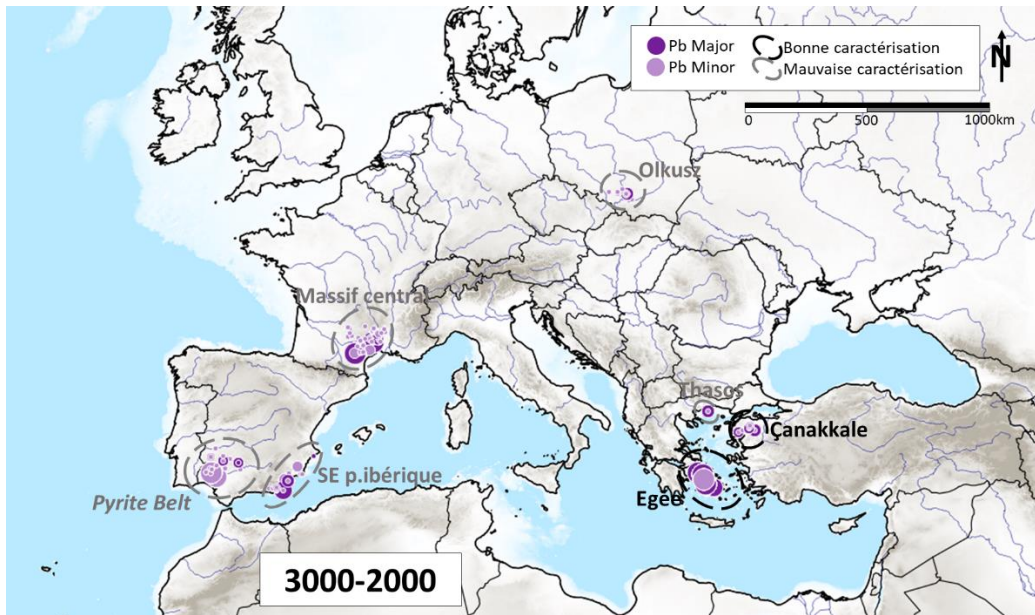 Pb Major
Bonne caractérisation
Pb Minor
Mauvaise caractérisation
N
0 500 1000km
Olkusz
Massif central
Thasos
Çanakkale
SE p.ibérique
Pyrite Belt
Egée
3000-2000